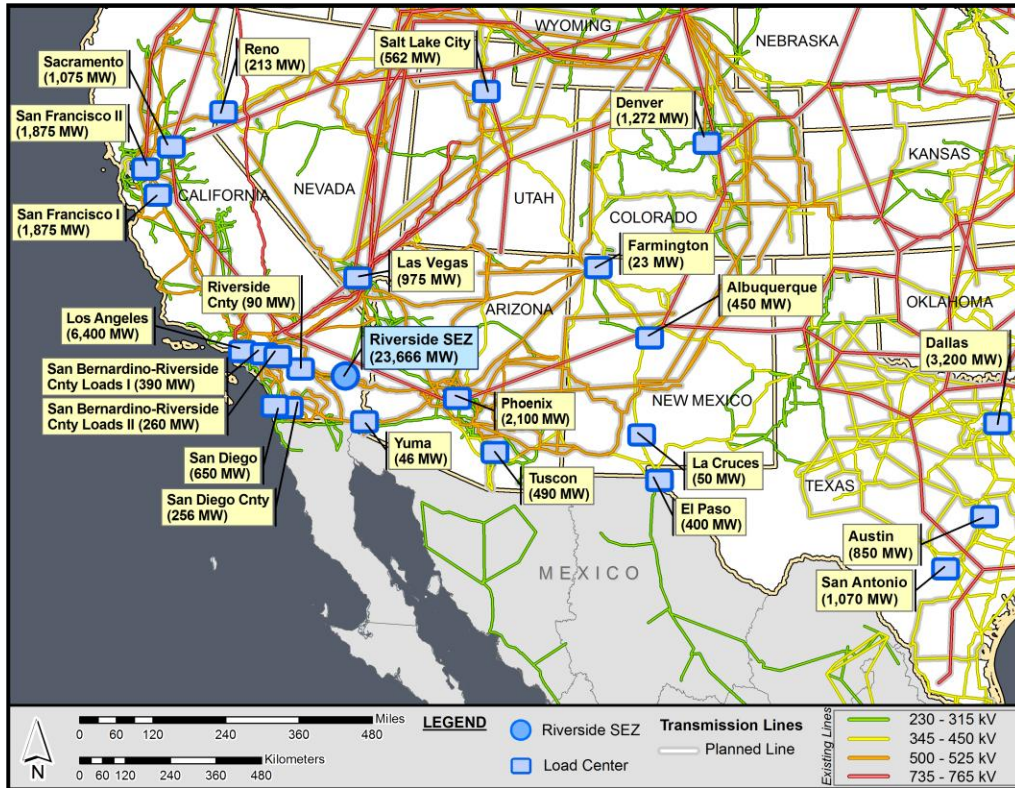 WYOMING
NEBRASKA
Reno
(213 MW)
Salt Lake City
(562 MW)
Sacramento
(1,075 MW)
San Francisco II
(1,875 MW)
Denver
(1,272 MW)
KANSAS
CALIFORNIA
NEVADA
UTAH
COLORADO
San Francisco I
(1,875 MW)
Las Vegas
(975 MW)
Farmington
(23 MW)
Riverside
Cnty (90 MW)
ARIZONA
Albuquerque
(450 MW)
OKLAHOMA
Los Angeles
(6,400 MW)
Riverside SEZ
(23,666 MW)
Dallas
(3,200 MW)
San Bernardino-Riverside
Cnty Loads I (390 MW)
San Bernardino-Riverside
Cnty Loads II (260 MW)
Phoenix
(2,100 MW)
NEW MEXICO
Yuma
(46 MW)
San Diego
(650 MW)
La Cruces
(50 MW)
Tuscon
(490 MW)
TEXAS
San Diego Cnty
(256 MW)
El Paso
(400 MW)
Austin
(850 MW)
MEXICO
San Antonio
(1,070 MW)
N
Miles
0 60 120 240 360 480
Kilometers
0 60 120 240 360 480
LEGEND
Riverside SEZ
Load Center
Transmission Lines
Planned Line
Existing Lines
230 - 315 kV
345 - 450 kV
500 - 525 kV
735 - 765 kV